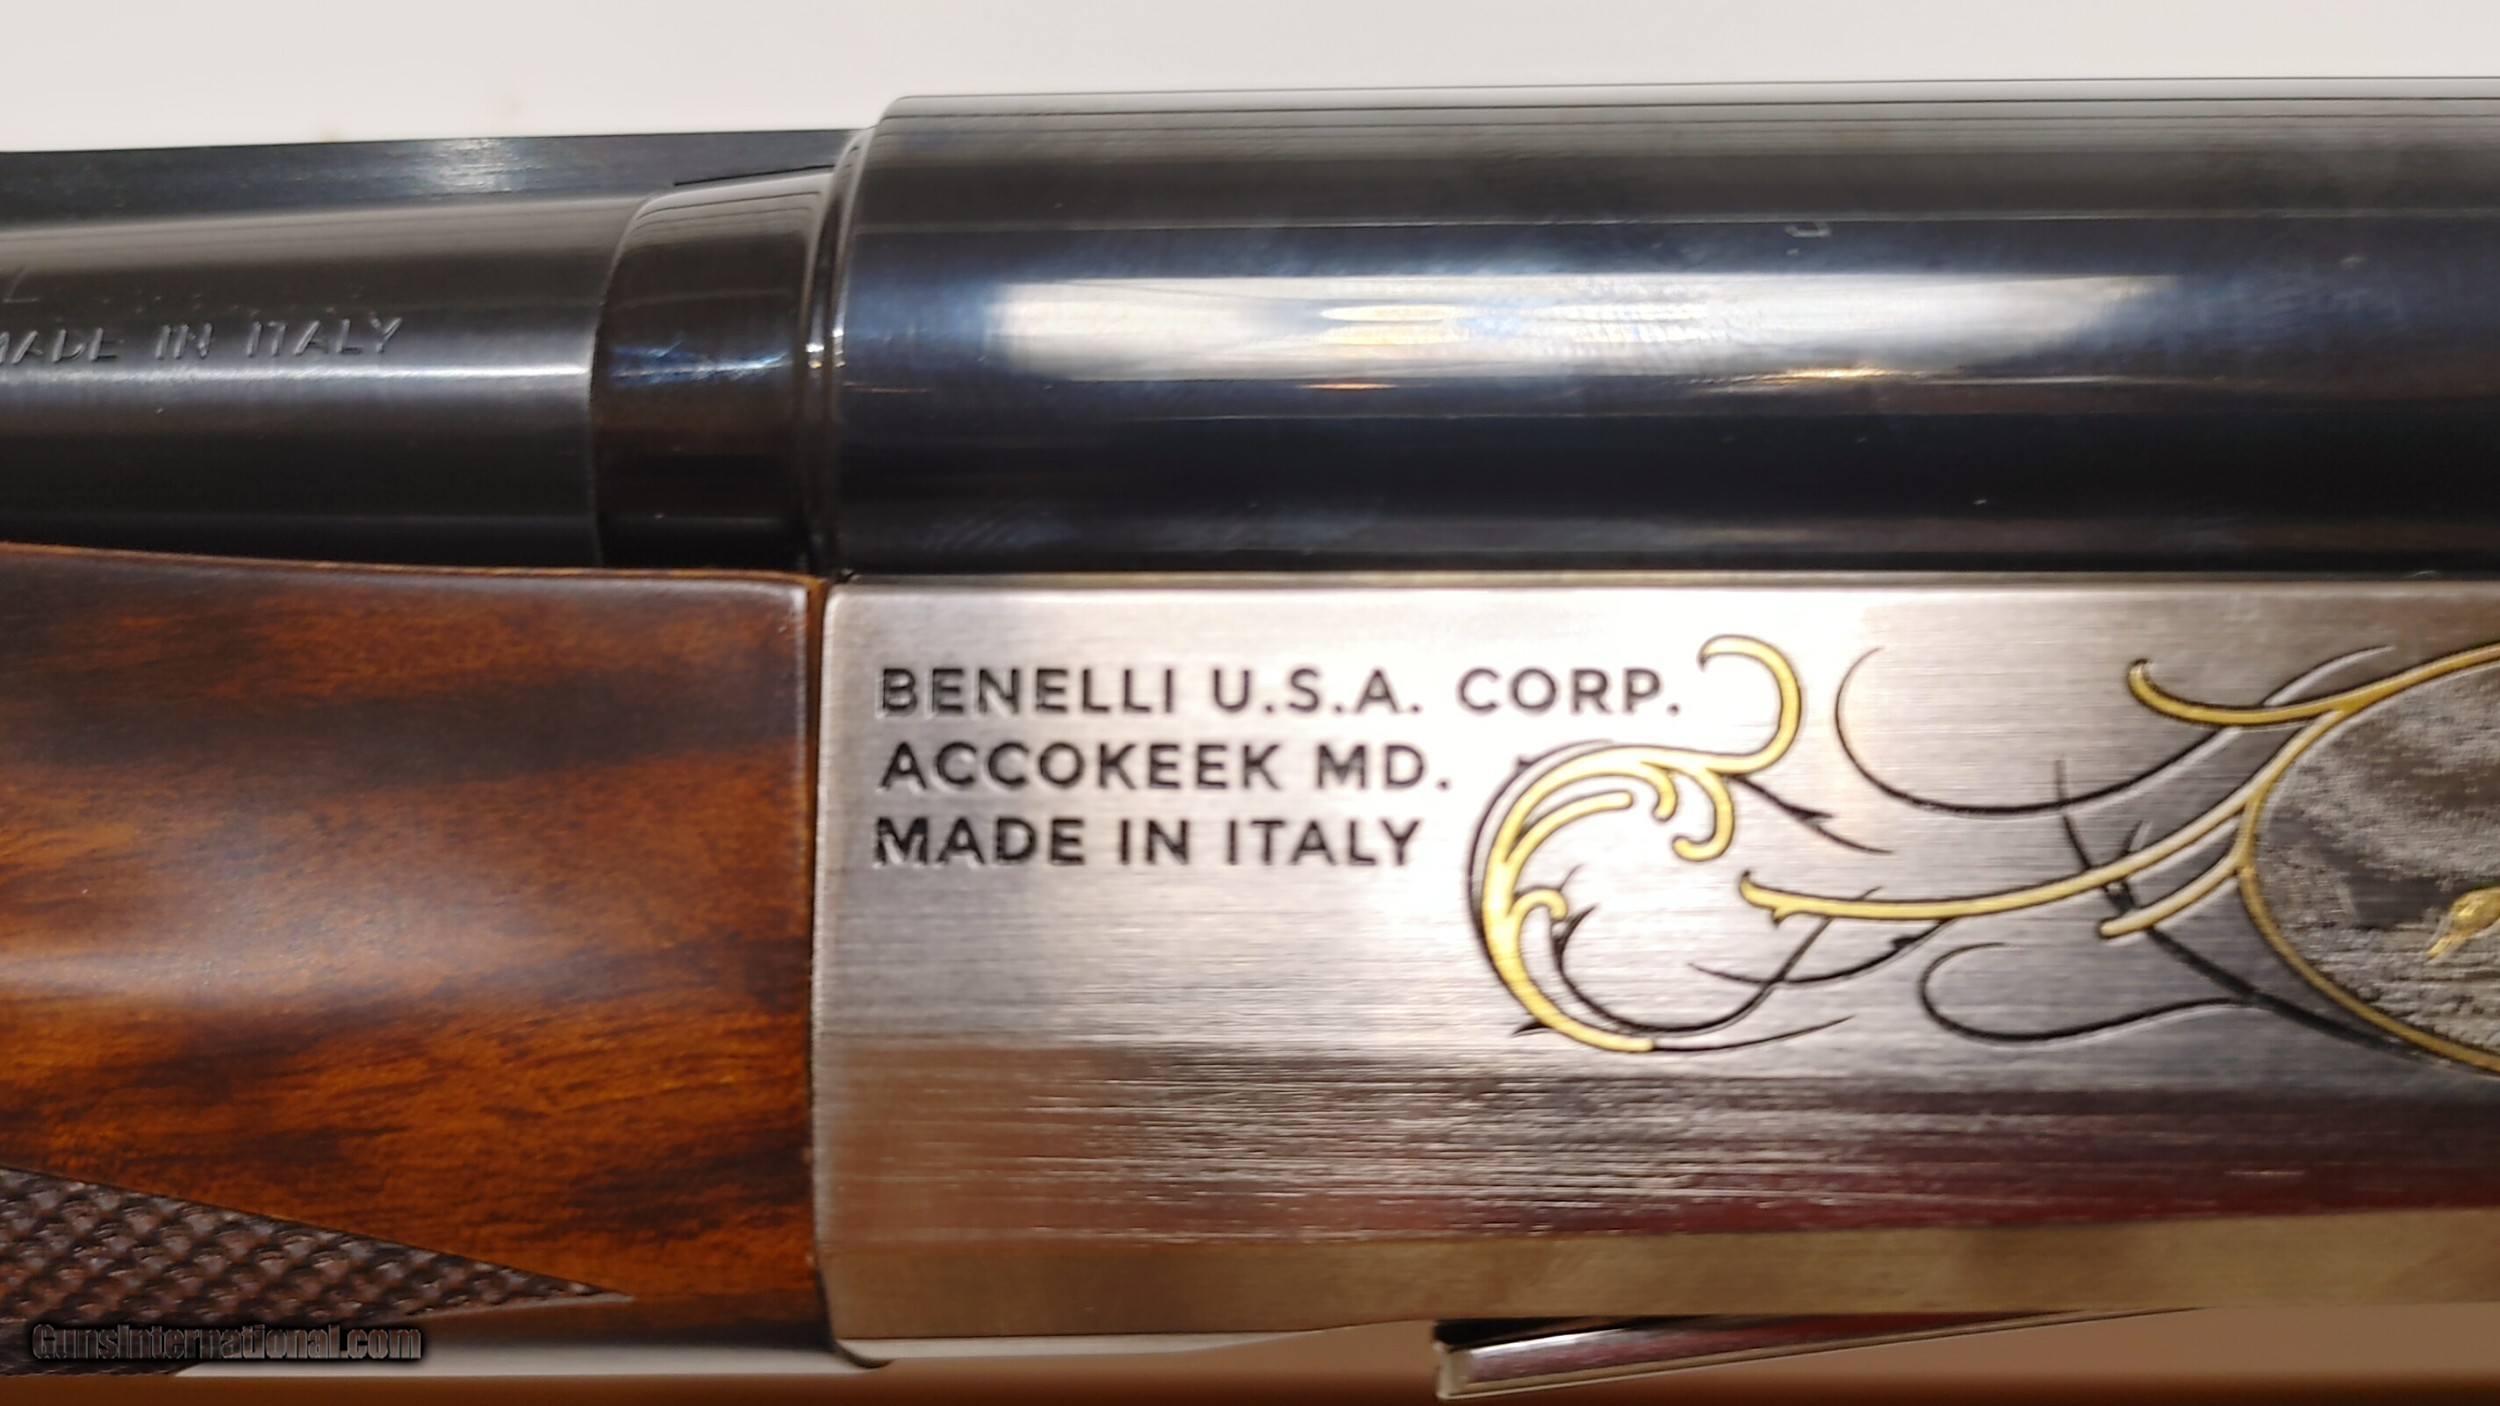 MADE IN ITALY
BENELLI U.S.A. CORP.
ACCOKEEK MD.
MADE IN ITALY
GunsInternational.com